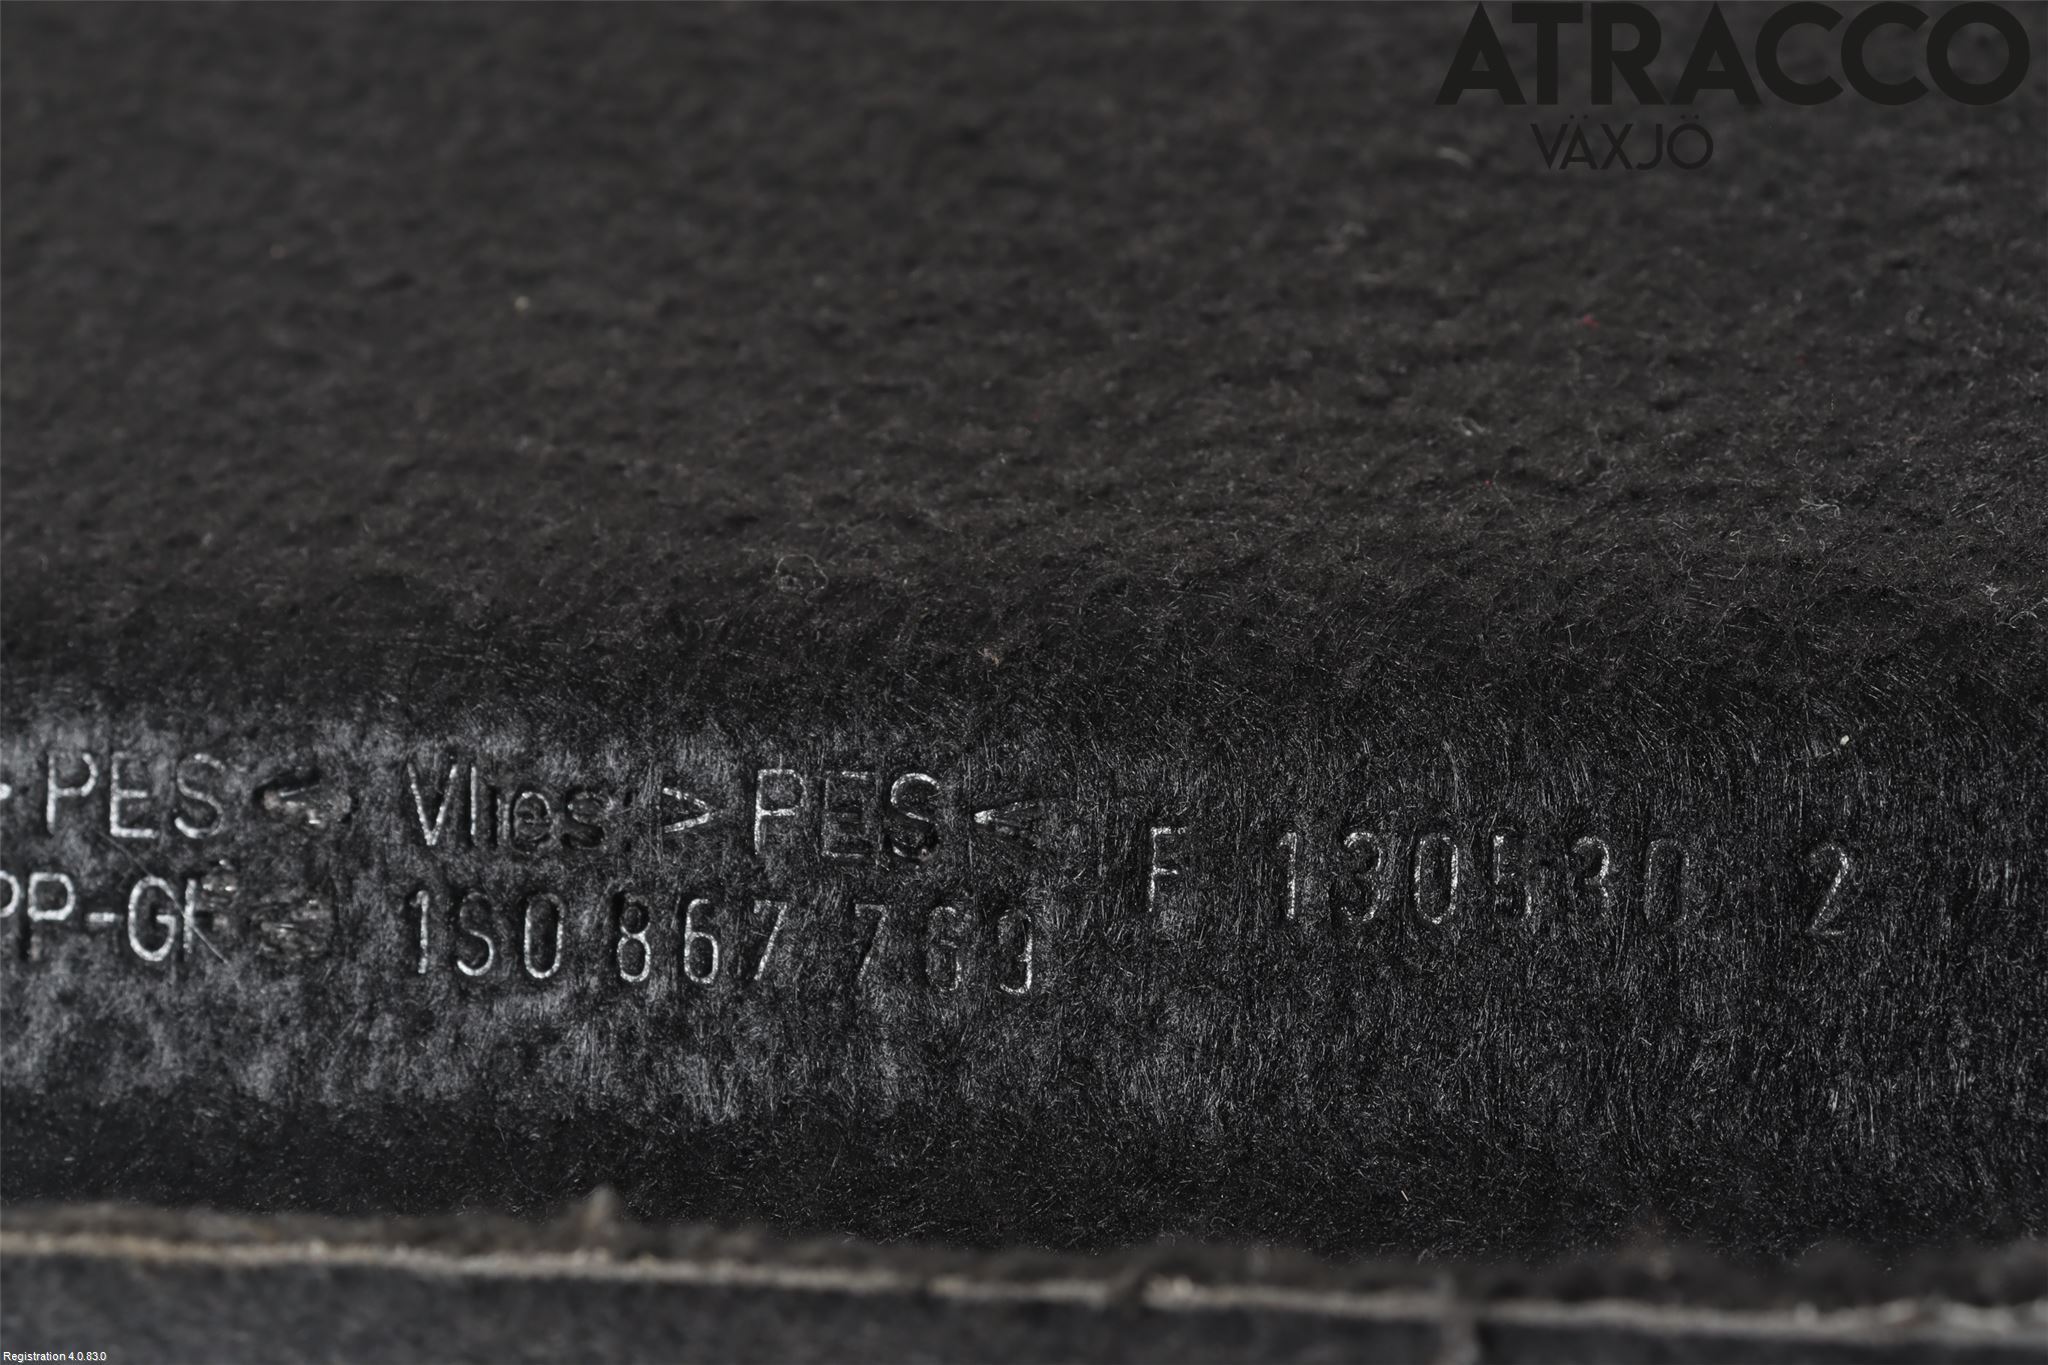 ATRACCO
VÄXJÖ
>PES< Vlies >PES<
PP-GF 1S0 867 769 F 130530 2
Registration 4.0.83.0